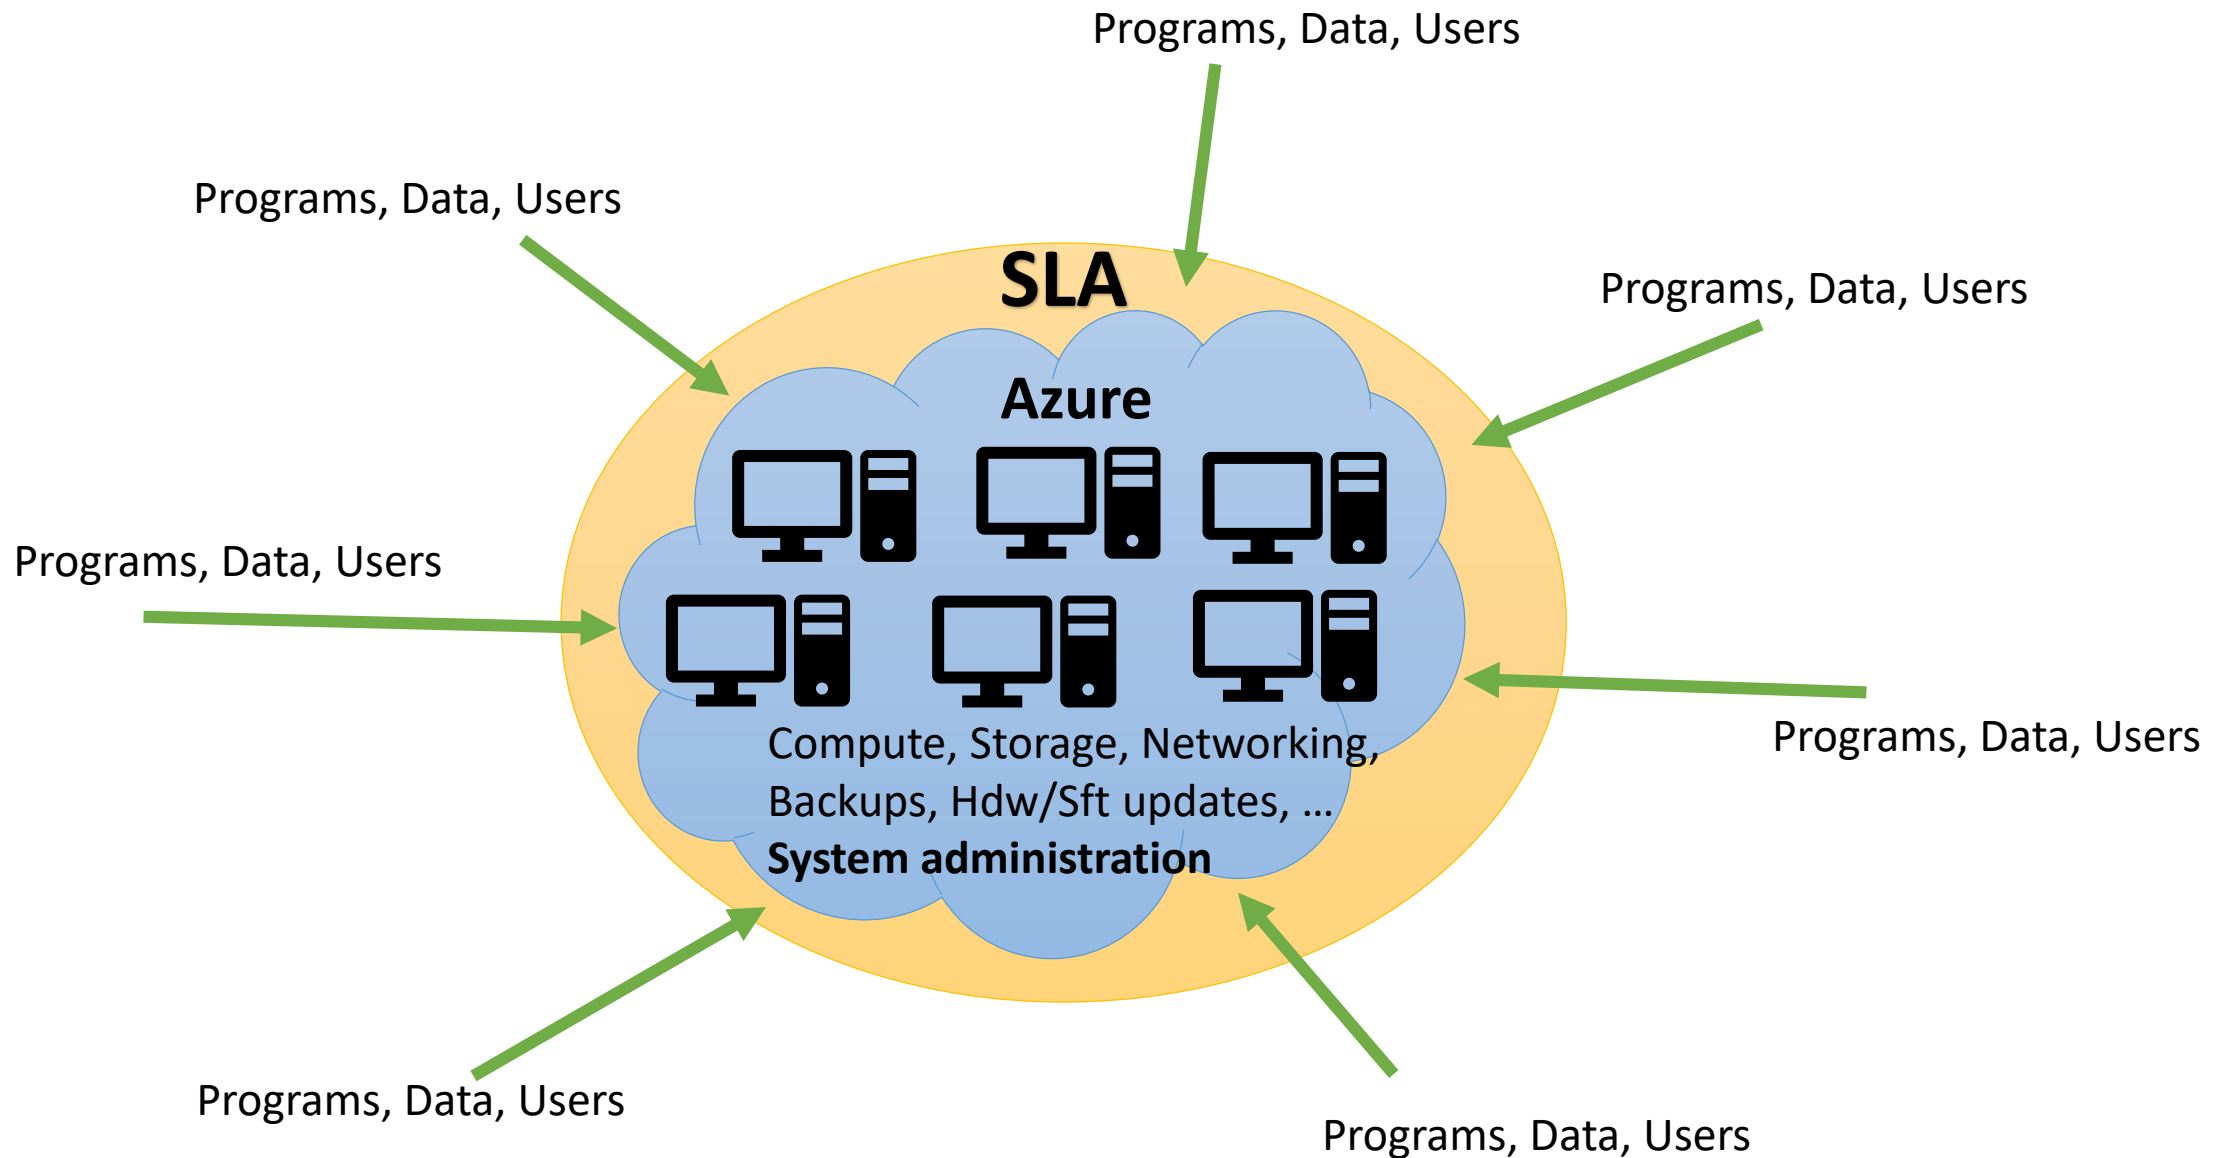 Programs, Data, Users
Programs, Data, Users
SLA
Programs, Data, Users
Azure
Programs, Data, Users
Programs, Data, Users
Compute, Storage, Networking,
Backups, Hdw/Sft updates, ...
System administration
Programs, Data, Users
Programs, Data, Users